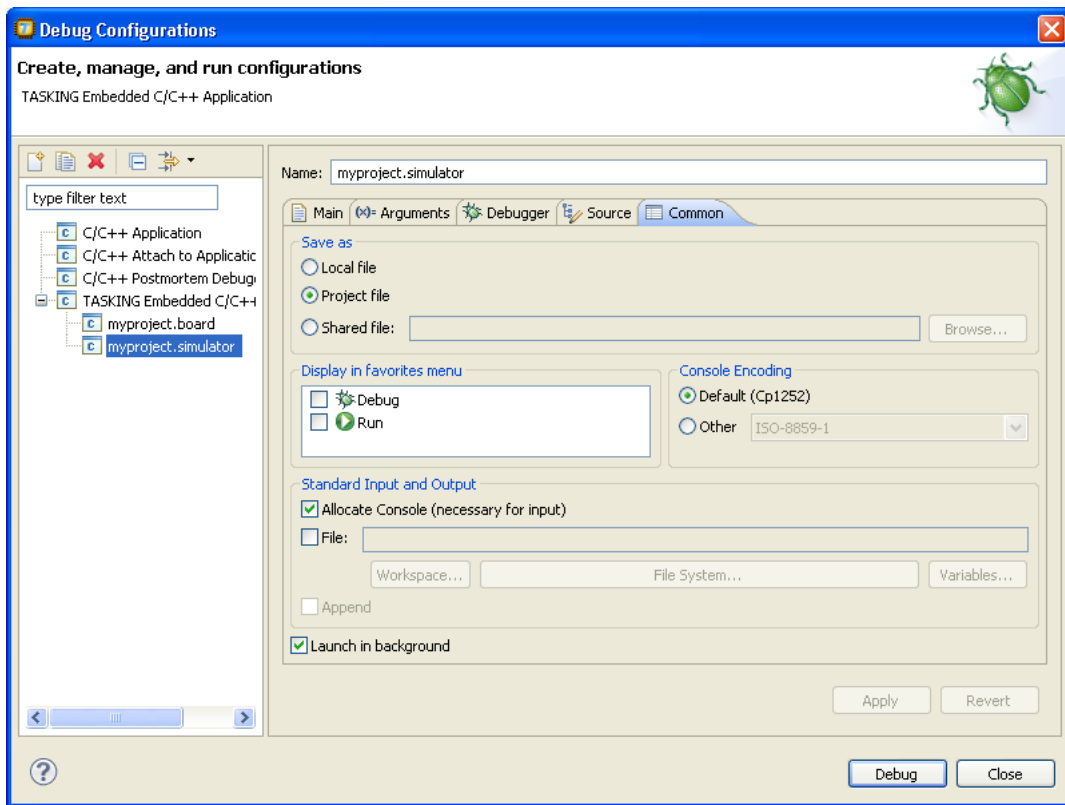 Debug Configurations
Create, manage, and run configurations
TASKING Embedded C/C++ Application
type filter text
C/C++ Application
C/C++ Attach to Applicatic
C/C++ Postmortem Debug
TASKING Embedded C/C++
myproject.board
myproject.simulator
Name: myproject.simulator
Main (x)= Arguments Debugger Source Common
Save as
Local file
Project file
Shared file: Browse...
Display in favorites menu
Debug
Run
Console Encoding
Default (Cp1252)
Other ISO-8859-1
Standard Input and Output
Allocate Console (necessary for input)
File:
Workspace... File System... Variables...
Append
Launch in background
Apply Revert
? Debug Close